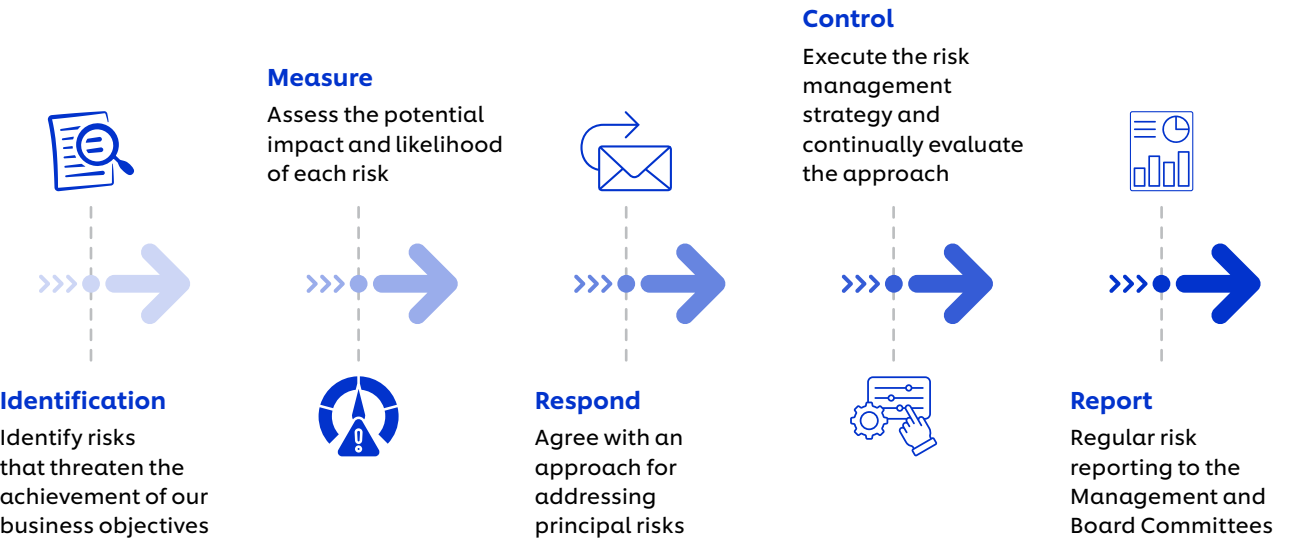 Identification
Identify risks
that threaten the
achievement of our
business objectives
Measure
Assess the potential
impact and likelihood
of each risk
Respond
Agree with an
approach for
addressing
principal risks
Control
Execute the risk
management
strategy and
continually evaluate
the approach
Report
Regular risk
reporting to the
Management and
Board Committees